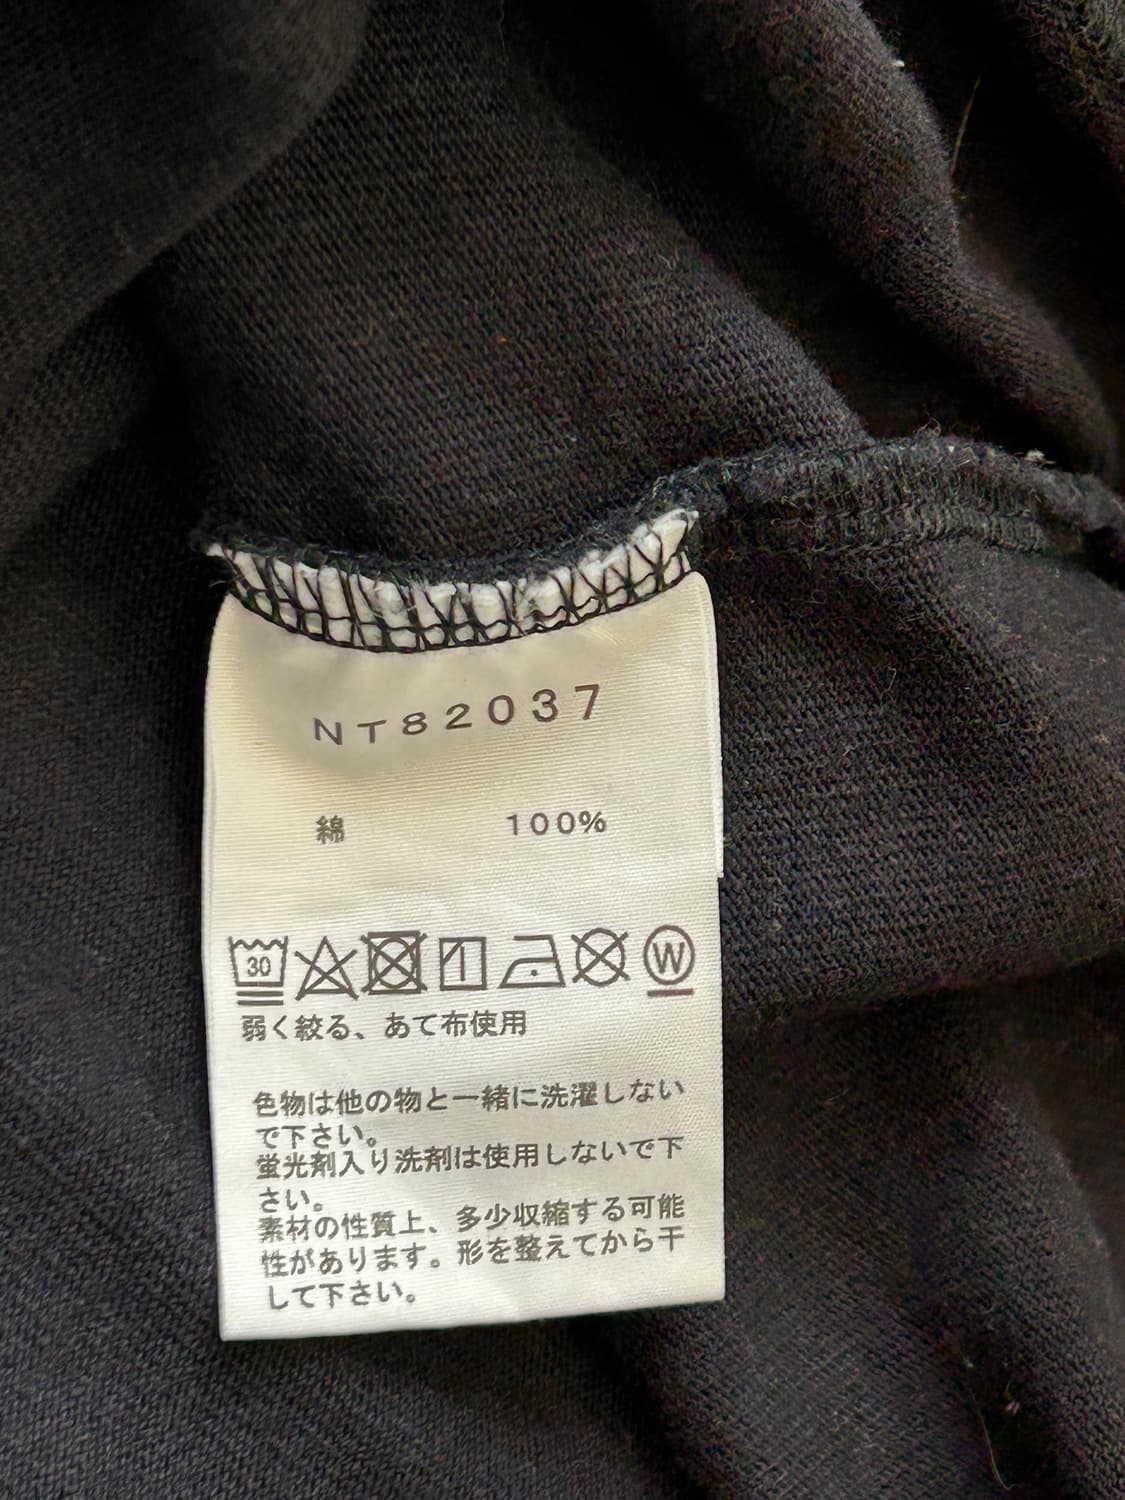 NT82037
綿 100%
30 W
弱く絞る、あて布使用
色物は他の物と一緒に洗濯しない
で下さい。
蛍光剤入り洗剤は使用しないで下
さい。
素材の性質上、多少収縮する可能
性があります。形を整えてから干
して下さい。